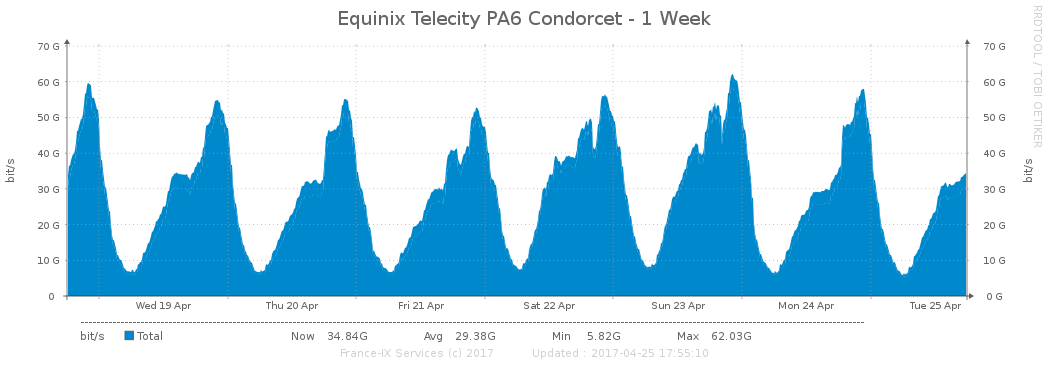 Equinix Telecity PA6 Condorcet - 1 Week
RRDTOOL / TOBI OETIKER
bit/s
70 G
60 G
50 G
40 G
30 G
20 G
10 G
0
70 G
60 G
50 G
40 G
30 G
20 G
10 G
0 G
bit/s
Wed 19 Apr Thu 20 Apr Fri 21 Apr Sat 22 Apr Sun 23 Apr Mon 24 Apr Tue 25 Apr
bit/s Total Now 34.84G Avg 29.38G Min 5.82G Max 62.03G
France-IX Services (c) 2017 Updated : 2017-04-25 17:55:10